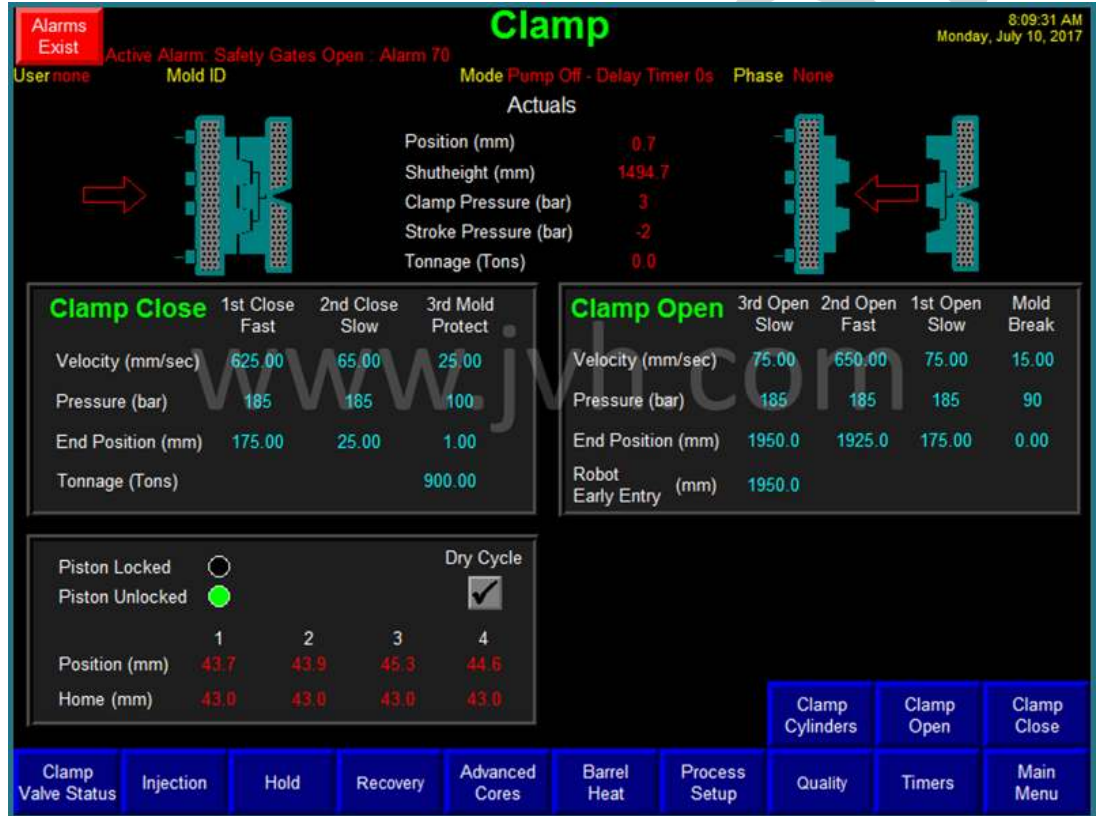 Alarms
Exist
Clamp
8:09:31 AM
Monday, July 10, 2017
Active Alarm: Safety Gates Open : Alarm 70
User none Mold ID Mode Pump Off - Delay Timer 0s Phase None
Actuals
Position (mm) 0.7
Shutheight (mm) 1494.7
Clamp Pressure (bar) 3
Stroke Pressure (bar) -2
Tonnage (Tons) 0.0
Clamp Close 1st Close Fast 2nd Close Slow 3rd Mold Protect
Velocity (mm/sec) 625.00 65.00 25.00
Pressure (bar) 185 185 100
End Position (mm) 175.00 25.00 1.00
Tonnage (Tons) 900.00
Clamp Open 3rd Open Slow 2nd Open Fast 1st Open Slow Mold Break
Velocity (mm/sec) 75.00 650.00 75.00 15.00
Pressure (bar) 185 185 185 90
End Position (mm) 1950.0 1925.0 175.00 0.00
Robot Early Entry (mm) 1950.0
www.jvh.com
Piston Locked
Piston Unlocked
Dry Cycle
1 2 3 4
Position (mm) 43.7 43.9 45.3 44.6
Home (mm) 43.0 43.0 43.0 43.0
Clamp Cylinders
Clamp Open
Clamp Close
Clamp Valve Status
Injection
Hold
Recovery
Advanced Cores
Barrel Heat
Process Setup
Quality
Timers
Main Menu